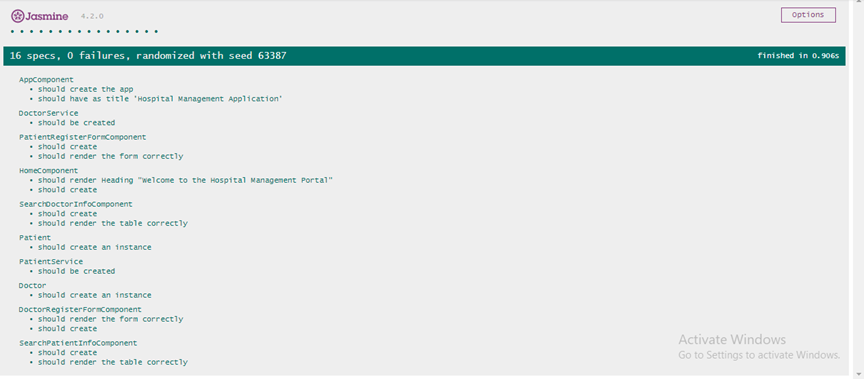 Jasmine 4.2.0
Options
16 specs, 0 failures, randomized with seed 63387
finished in 0.906s
AppComponent
• should create the app
• should have as title 'Hospital Management Application'
DoctorService
• should be created
PatientRegisterFormComponent
• should create
• should render the form correctly
HomeComponent
• should render Heading "Welcome to the Hospital Management Portal"
• should create
SearchDoctorInfoComponent
• should create
• should render the table correctly
Patient
• should create an instance
PatientService
• should be created
Doctor
• should create an instance
DoctorRegisterFormComponent
• should render the form correctly
• should create
SearchPatientInfoComponent
• should create
• should render the table correctly
Activate Windows
Go to Settings to activate Windows.